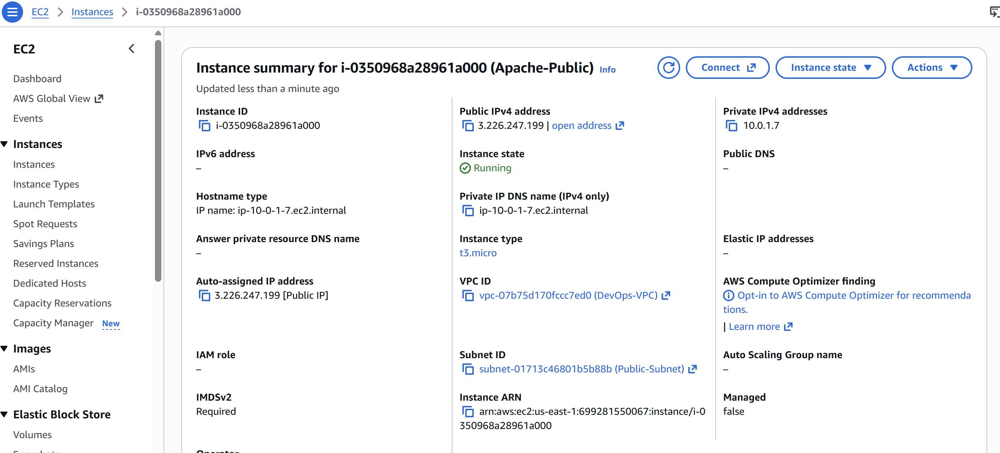 EC2 > Instances > i-0350968a28961a000
EC2
Dashboard
AWS Global View
Events
Instances
Instances
Instance Types
Launch Templates
Spot Requests
Savings Plans
Reserved Instances
Dedicated Hosts
Capacity Reservations
Capacity Manager New
Images
AMIs
AMI Catalog
Elastic Block Store
Volumes
Instance summary for i-0350968a28961a000 (Apache-Public) Info
Connect
Instance state
Actions
Updated less than a minute ago
Instance ID
i-0350968a28961a000
Public IPv4 address
3.226.247.199 | open address
Private IPv4 addresses
10.0.1.7
IPv6 address
–
Instance state
Running
Public DNS
–
Hostname type
IP name: ip-10-0-1-7.ec2.internal
Private IP DNS name (IPv4 only)
ip-10-0-1-7.ec2.internal
Answer private resource DNS name
–
Instance type
t3.micro
Elastic IP addresses
–
Auto-assigned IP address
3.226.247.199 [Public IP]
VPC ID
vpc-07b75d170fccc7ed0 (DevOps-VPC)
AWS Compute Optimizer finding
Opt-in to AWS Compute Optimizer for recommenda
tions.
| Learn more
IAM role
–
Subnet ID
subnet-01713c46801b5b88b (Public-Subnet)
Auto Scaling Group name
–
IMDSv2
Required
Instance ARN
arn:aws:ec2:us-east-1:699281550067:instance/i-0
350968a28961a000
Managed
false